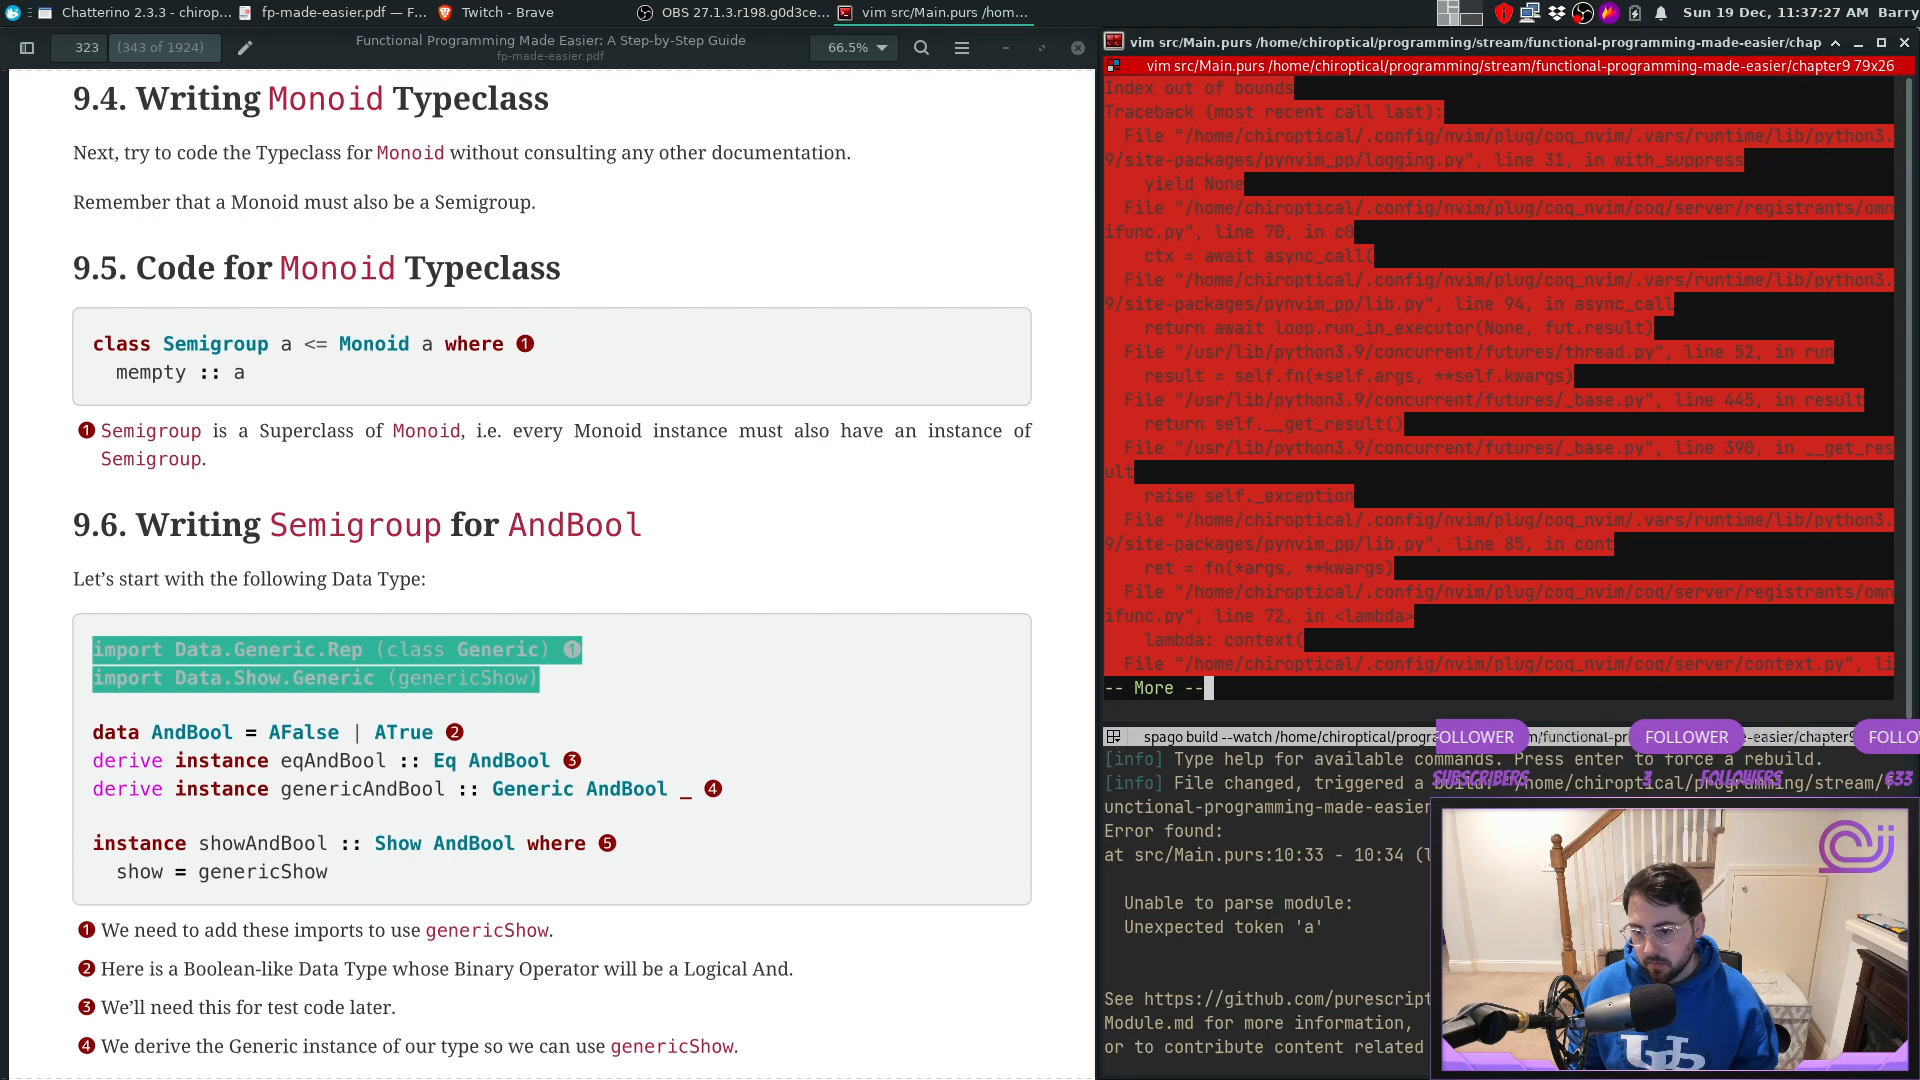 Chatterino 2.3.3 - chirop...
fp-made-easier.pdf — F...
Twitch - Brave
OBS 27.1.3.r198.g0d3ce...
vim src/Main.purs /hom...
Sun 19 Dec, 11:37:27 AM Barry
323 (343 of 1924)
Functional Programming Made Easier: A Step-by-Step Guide
fp-made-easier.pdf
66.5%
9.4. Writing Monoid Typeclass
Next, try to code the Typeclass for Monoid without consulting any other documentation.
Remember that a Monoid must also be a Semigroup.
9.5. Code for Monoid Typeclass
class Semigroup a <= Monoid a where 1
mempty :: a
1 Semigroup is a Superclass of Monoid, i.e. every Monoid instance must also have an instance of
Semigroup.
9.6. Writing Semigroup for AndBool
Let’s start with the following Data Type:
import Data.Generic.Rep (class Generic) 1
import Data.Show.Generic (genericShow)
data AndBool = AFalse | ATrue 2
derive instance eqAndBool :: Eq AndBool 3
derive instance genericAndBool :: Generic AndBool _ 4
instance showAndBool :: Show AndBool where 5
show = genericShow
1 We need to add these imports to use genericShow.
2 Here is a Boolean-like Data Type whose Binary Operator will be a Logical And.
3 We’ll need this for test code later.
4 We derive the Generic instance of our type so we can use genericShow.
vim src/Main.purs /home/chiroptical/programming/stream/functional-programming-made-easier/chap
vim src/Main.purs /home/chiroptical/programming/stream/functional-programming-made-easier/chapter9 79x26
Index out of bounds
Traceback (most recent call last):
File "/home/chiroptical/.config/nvim/plug/coq_nvim/.vars/runtime/lib/python3.
9/site-packages/pynvim_pp/logging.py", line 31, in with_suppress
yield None
File "/home/chiroptical/.config/nvim/plug/coq_nvim/coq/server/registrants/omn
ifunc.py", line 70, in c0
ctx = await async_call(
File "/home/chiroptical/.config/nvim/plug/coq_nvim/.vars/runtime/lib/python3.
9/site-packages/pynvim_pp/lib.py", line 94, in async_call
return await loop.run_in_executor(None, fut.result)
File "/usr/lib/python3.9/concurrent/futures/thread.py", line 52, in run
result = self.fn(*self.args, **self.kwargs)
File "/usr/lib/python3.9/concurrent/futures/_base.py", line 445, in result
return self.__get_result()
File "/usr/lib/python3.9/concurrent/futures/_base.py", line 390, in __get_res
ult
raise self._exception
File "/home/chiroptical/.config/nvim/plug/coq_nvim/.vars/runtime/lib/python3.
9/site-packages/pynvim_pp/lib.py", line 85, in cont
ret = fn(*args, **kwargs)
File "/home/chiroptical/.config/nvim/plug/coq_nvim/coq/server/registrants/omn
ifunc.py", line 72, in <lambda>
lambda: context(
File "/home/chiroptical/.config/nvim/plug/coq_nvim/coq/server/context.py", li
-- More --
spago build --watch /home/chiroptical/progra
m/functional-pr
e-easier/chapter9
OLLOWER
FOLLOWER
FOLLO
[info] Type help for available commands. Press enter to force a rebuild.
[info] File changed, triggered a build: "/home/chiroptical/programming/stream/f
SUBSCRIBERS 3 FOLLOWERS 633
unctional-programming-made-easier
Error found:
at src/Main.purs:10:33 - 10:34 (l
Unable to parse module:
Unexpected token 'a'
See https://github.com/purescript
Module.md for more information,
or to contribute content related